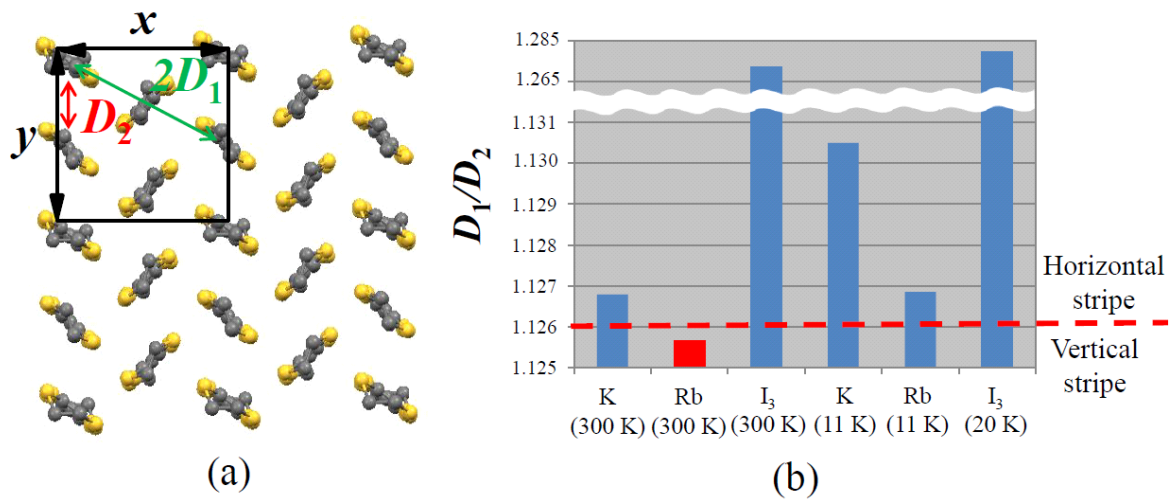 x
2D1
D2
y
(a)
D1/D2
1.285
1.265
1.131
1.130
1.129
1.128
1.127
1.126
1.125
Horizontal
stripe
Vertical
stripe
K Rb I3 K Rb I3
(300 K) (300 K) (300 K) (11 K) (11 K) (20 K)
(b)